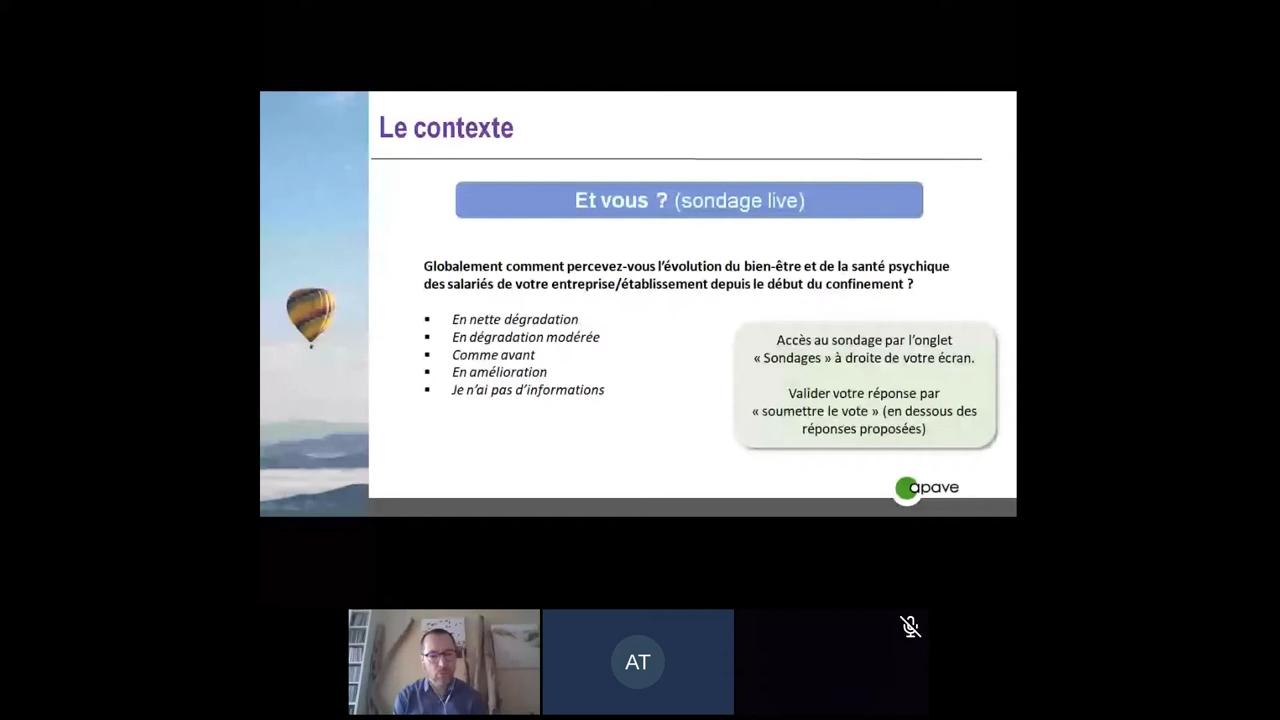 Le contexte
Et vous ? (sondage live)
Globalement comment percevez-vous l'évolution du bien-être et de la santé psychique
des salariés de votre entreprise/établissement depuis le début du confinement ?
▪ En nette dégradation
▪ En dégradation modérée
▪ Comme avant
▪ En amélioration
▪ Je n'ai pas d'informations
Accès au sondage par l'onglet
« Sondages » à droite de votre écran.
Valider votre réponse par
« soumettre le vote » (en dessous des
réponses proposées)
apave
AT